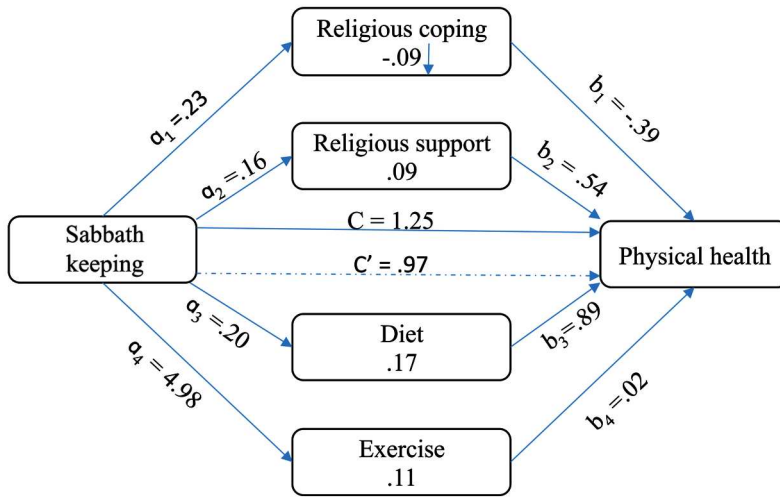 Religious coping
-.09
a₁ =.23
b₁ = -.39
Religious support
.09
a₂ =.16
b₂ = .54
Sabbath
keeping
C = 1.25
Physical health
C’ = .97
a₃ =.20
Diet
.17
b₃=.89
a₄ = 4.98
b₄ =.02
Exercise
.11